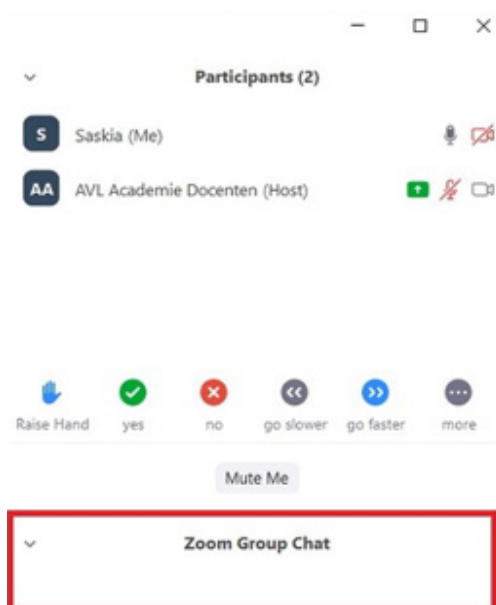 Participants (2)
S Saskia (Me)
AA AVL Academie Docenten (Host)
Raise Hand yes no go slower go faster more
Mute Me
Zoom Group Chat